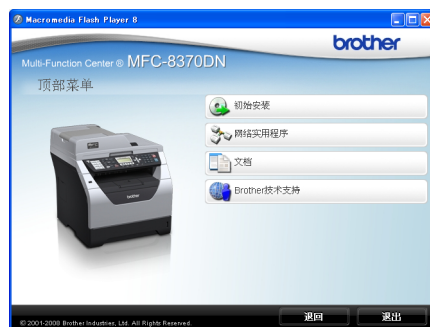 Macromedia Flash Player 8
brother
Multi-Function Center ® MFC-8370DN
顶部菜单
初始安装
网络实用程序
文档
Brother技术支持
© 2001-2008 Brother Industries, Ltd. All Rights Reserved.
退回
退出